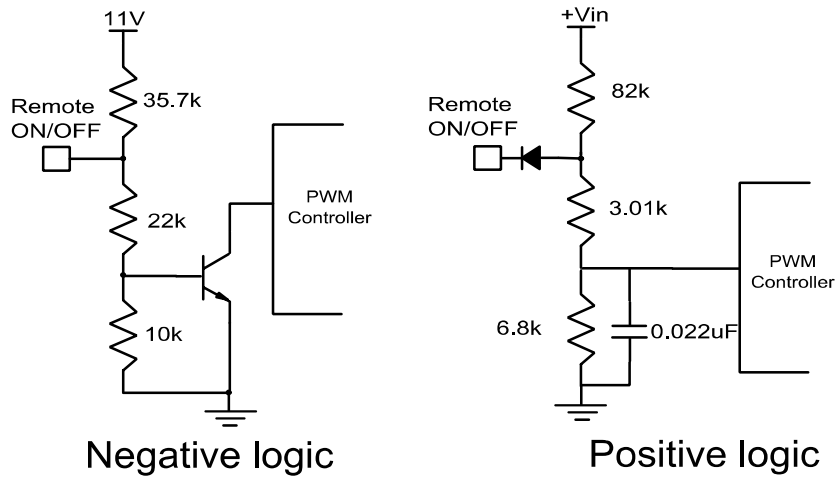 11V
35.7k
Remote
ON/OFF
22k
PWM
Controller
10k
Negative logic
+Vin
82k
Remote
ON/OFF
3.01k
PWM
Controller
6.8k
0.022uF
Positive logic